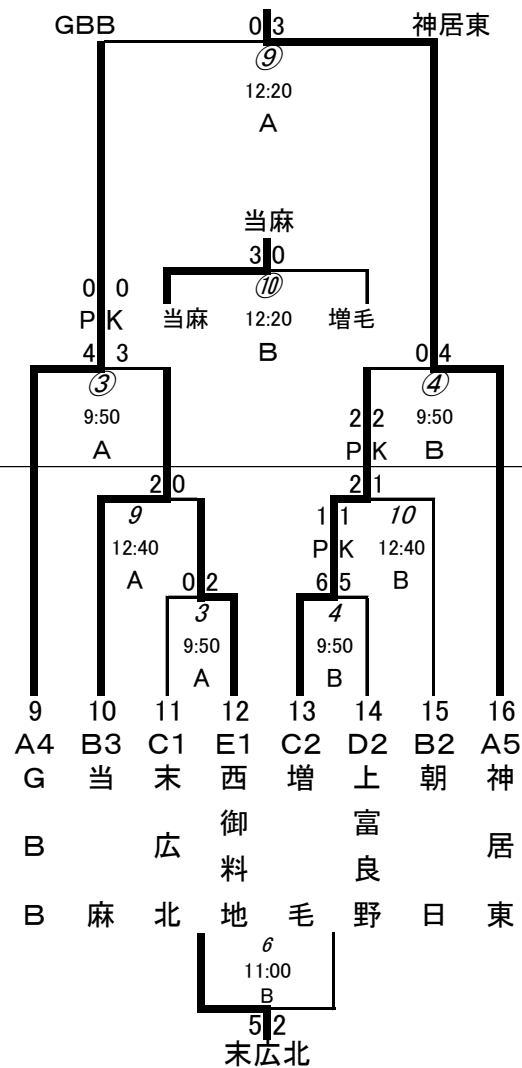 GBB 0 3 神居東
⑨
12:20
A
当麻
3 0
0 0 ⑩
P K 当麻 12:20 増毛
4 3 B 0 4
③ ④
9:50 2 2 9:50
A P K B
2 0 2 1
9 1 1 10
12:40 P K 12:40
A 0 2 6 5 B
3 4
9:50 9:50
A B
9 10 11 12 13 14 15 16
A4 B3 C1 E1 C2 D2 B2 A5
GBB 当麻 末広北 西御料地 増毛 上富良野 朝日 神居東
6
11:00
B
5 2
末広北